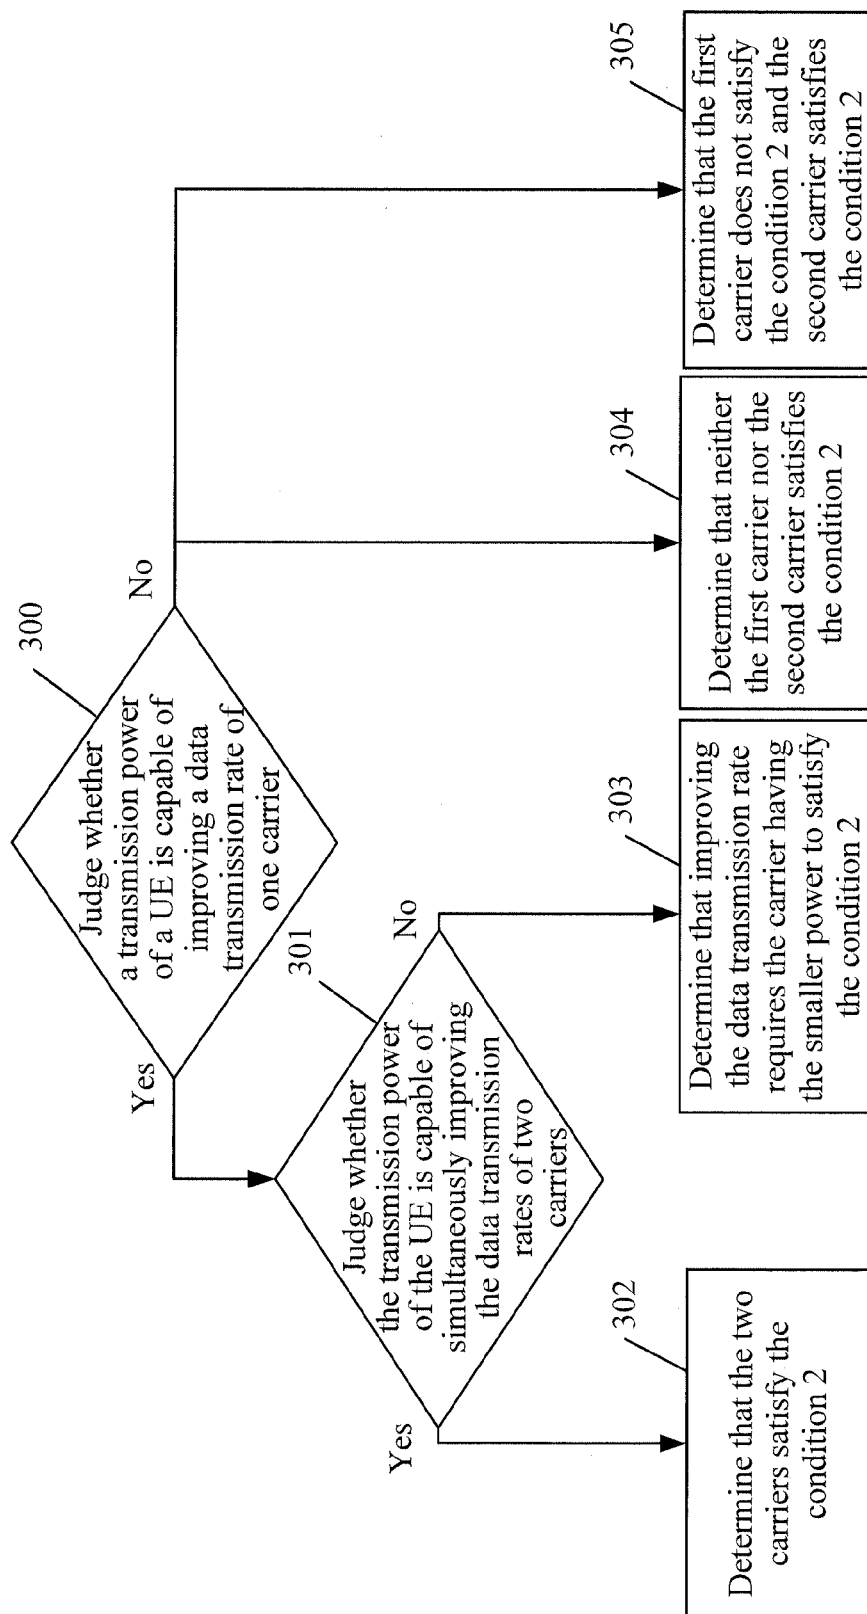 300
Judge whether
a transmission power
of a UE is capable of
improving a data
transmission rate of
one carrier
Yes
No
301
Judge whether
the transmission power
of the UE is capable of
simultaneously improving
the data transmission
rates of two
carriers
Yes
No
302
Determine that the two
carriers satisfy the
condition 2
303
Determine that improving
the data transmission rate
requires the carrier having
the smaller power to satisfy
the condition 2
304
Determine that neither
the first carrier nor the
second carrier satisfies
the condition 2
305
Determine that the first
carrier does not satisfy
the condition 2 and the
second carrier satisfies
the condition 2